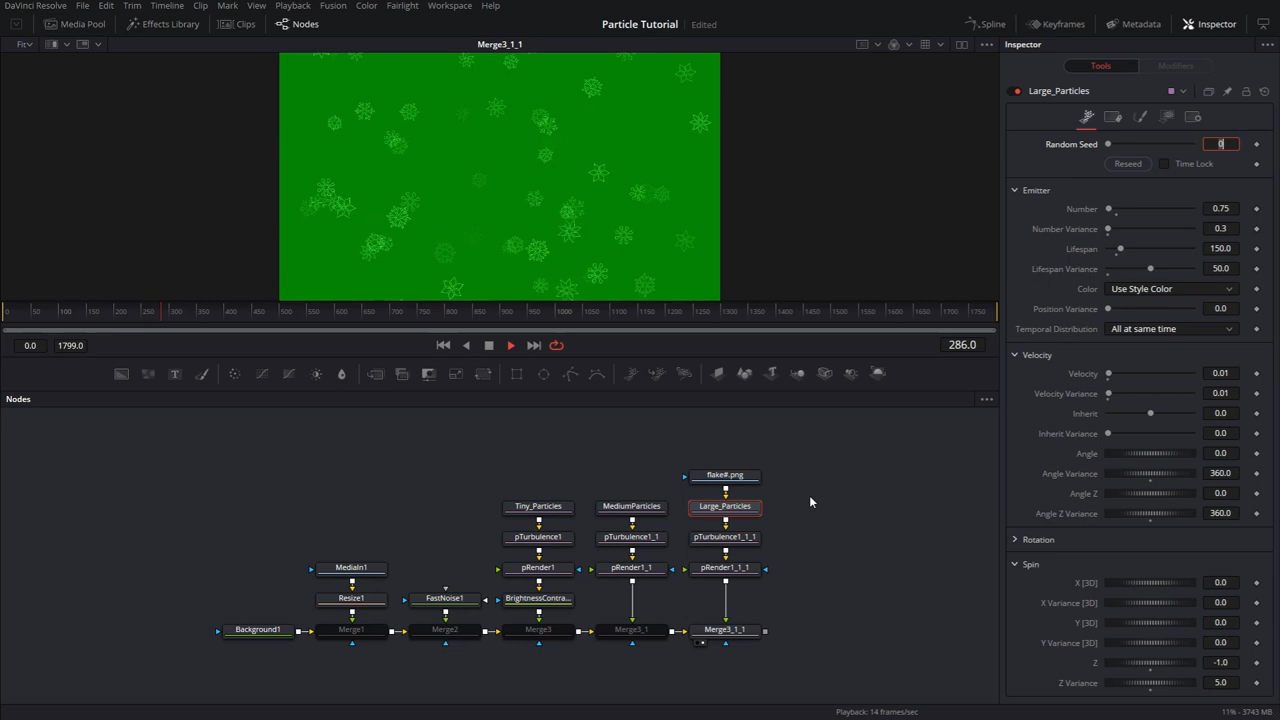 DaVinci Resolve File Edit Trim Timeline Clip Mark View Playback Fusion Color Fairlight Workspace Help
Media Pool Effects Library Clips Nodes Particle Tutorial Edited Spline Keyframes Metadata Inspector
Fit Merge3_1_1 Inspector
Tools Modifiers
Large_Particles
Random Seed 0
Reseed Time Lock
Emitter
Number 0.75
Number Variance 0.3
Lifespan 150.0
Lifespan Variance 50.0
Color Use Style Color
Position Variance 0.0
Temporal Distribution All at same time
Velocity
Velocity 0.01
Velocity Variance 0.01
Inherit 0.0
Inherit Variance 0.0
Angle 0.0
Angle Variance 360.0
Angle Z 0.0
Angle Z Variance 360.0
Rotation
Spin
X [3D] 0.0
X Variance [3D] 0.0
Y [3D] 0.0
Y Variance [3D] 0.0
Z -1.0
Z Variance 5.0
0 50 100 150 200 250 300 350 400 450 500 550 600 650 700 750 800 850 900 950 1000 1050 1100 1150 1200 1250 1300 1350 1400 1450 1500 1550 1600 1650 1700 1750
0.0 1799.0 286.0
Nodes
flake#.png
Tiny_Particles MediumParticles Large_Particles
pTurbulence1 pTurbulence1_1 pTurbulence1_1_1
MediaIn1 pRender1 pRender1_1 pRender1_1_1
Resize1 FastNoise1 BrightnessContra...
Background1 Merge1 Merge2 Merge3 Merge3_1 Merge3_1_1
Playback: 14 frames/sec 11% - 3743 MB